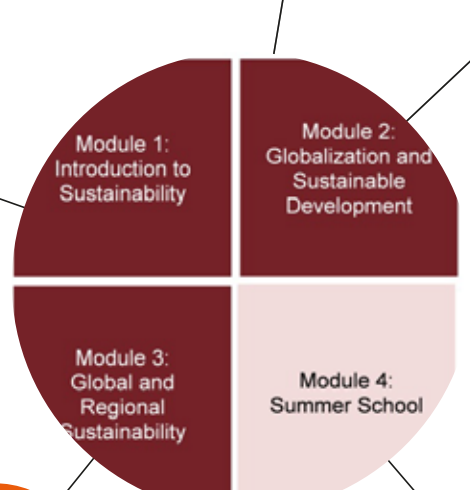 Module 1:
Introduction to
Sustainability
Module 2:
Globalization and
Sustainable
Development
Module 3:
Global and
Regional
Sustainability
Module 4:
Summer School